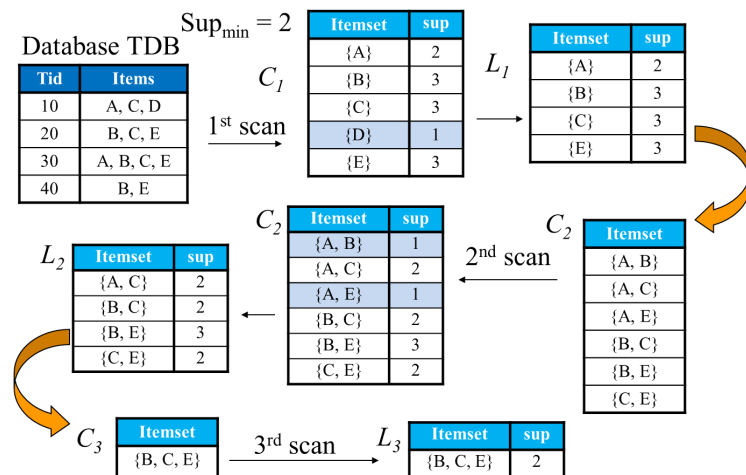 Database TDB
Tid Items
10 A, C, D
20 B, C, E
30 A, B, C, E
40 B, E
Sup_min = 2
1st scan
C1
Itemset sup
{A} 2
{B} 3
{C} 3
{D} 1
{E} 3
L1
Itemset sup
{A} 2
{B} 3
{C} 3
{E} 3
C2
Itemset
{A, B}
{A, C}
{A, E}
{B, C}
{B, E}
{C, E}
2nd scan
C2
Itemset sup
{A, B} 1
{A, C} 2
{A, E} 1
{B, C} 2
{B, E} 3
{C, E} 2
L2
Itemset sup
{A, C} 2
{B, C} 2
{B, E} 3
{C, E} 2
C3
Itemset
{B, C, E}
3rd scan
L3
Itemset sup
{B, C, E} 2